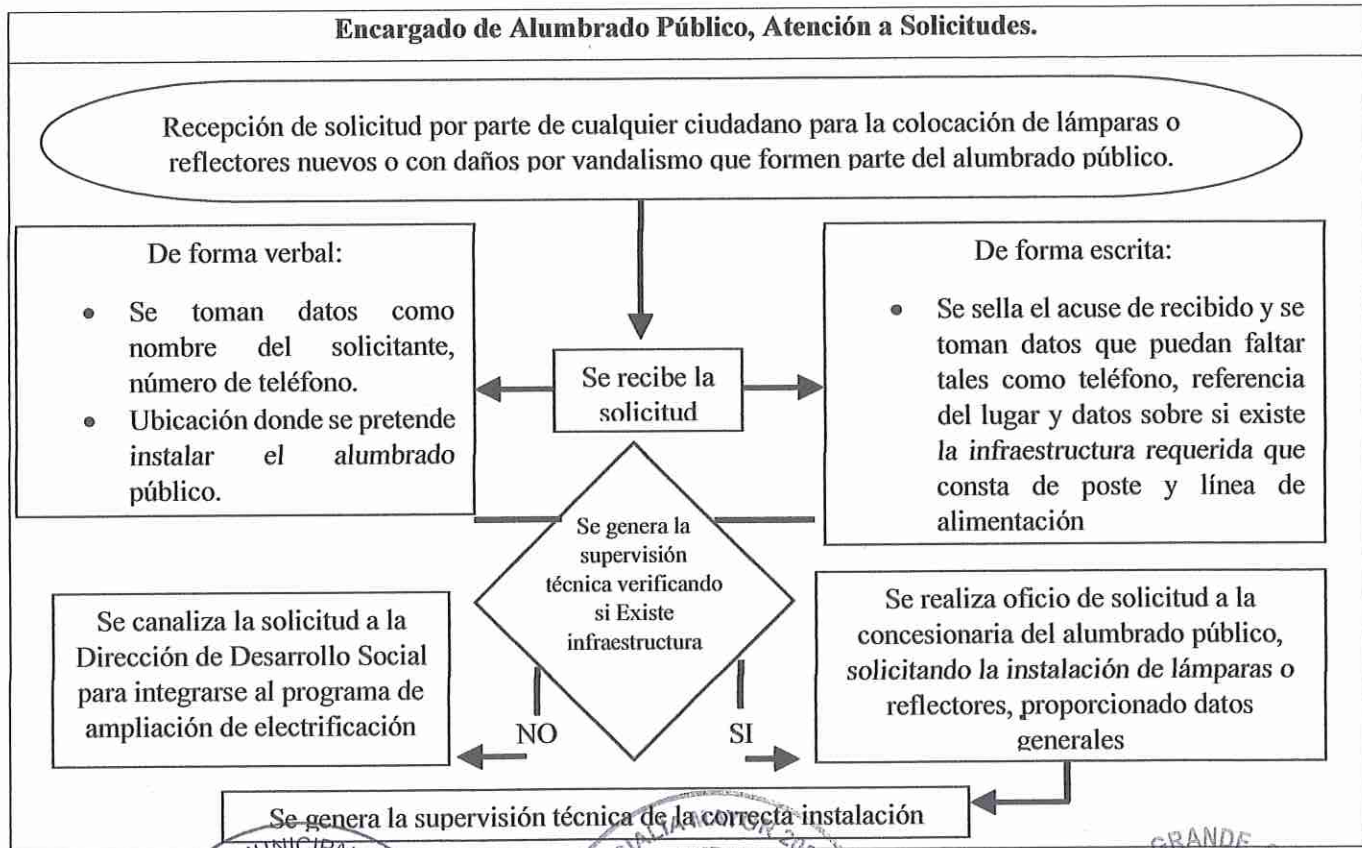 Encargado de Alumbrado Público, Atención a Solicitudes.
Recepción de solicitud por parte de cualquier ciudadano para la colocación de lámparas o
reflectores nuevos o con daños por vandalismo que formen parte del alumbrado público.
De forma verbal:
• Se toman datos como
nombre del solicitante,
número de teléfono.
• Ubicación donde se pretende
instalar el alumbrado
público.
Se recibe la
solicitud
De forma escrita:
• Se sella el acuse de recibido y se
toman datos que puedan faltar
tales como teléfono, referencia
del lugar y datos sobre si existe
la infraestructura requerida que
consta de poste y línea de
alimentación
Se genera la
supervisión
técnica verificando
si Existe
infraestructura
NO
SI
Se canaliza la solicitud a la
Dirección de Desarrollo Social
para integrarse al programa de
ampliación de electrificación
Se realiza oficio de solicitud a la
concesionaria del alumbrado público,
solicitando la instalación de lámparas o
reflectores, proporcionado datos
generales
Se genera la supervisión técnica de la correcta instalación
GRANDE